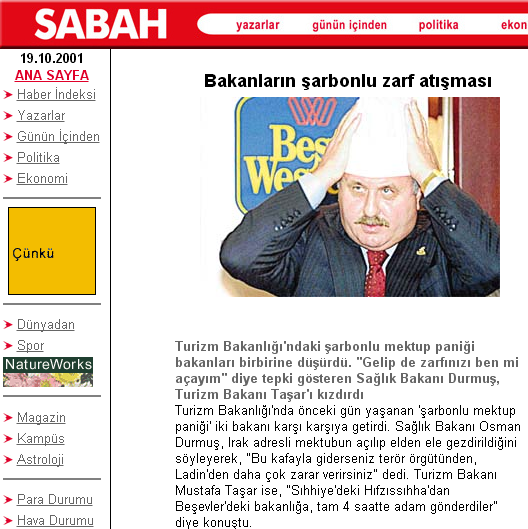 SABAH
yazarlar günün içinden politika ekon
19.10.2001
ANA SAYFA
Haber İndeksi
Yazarlar
Günün İçinden
Politika
Ekonomi
Çünkü
Dünyadan
Spor
NatureWorks
Magazin
Kampüs
Astroloji
Para Durumu
Hava Durumu
Bakanların şarbonlu zarf atışması
Best
Western
Turizm Bakanlığı'ndaki şarbonlu mektup paniği
bakanları birbirine düşürdü. "Gelip de zarfınızı ben mi
açayım" diye tepki gösteren Sağlık Bakanı Durmuş,
Turizm Bakanı Taşar'ı kızdırdı
Turizm Bakanlığı'nda önceki gün yaşanan 'şarbonlu mektup
paniği' iki bakanı karşı karşıya getirdi. Sağlık Bakanı Osman
Durmuş, Irak adresli mektubun açılıp elden ele gezdirildiğini
söyleyerek, "Bu kafayla giderseniz terör örgütünden,
Ladin'den daha çok zarar verirsiniz" dedi. Turizm Bakanı
Mustafa Taşar ise, "Sıhhiye'deki Hıfzıssıhha'dan
Beşevler'deki bakanlığa, tam 4 saatte adam gönderdiler"
diye konuştu.